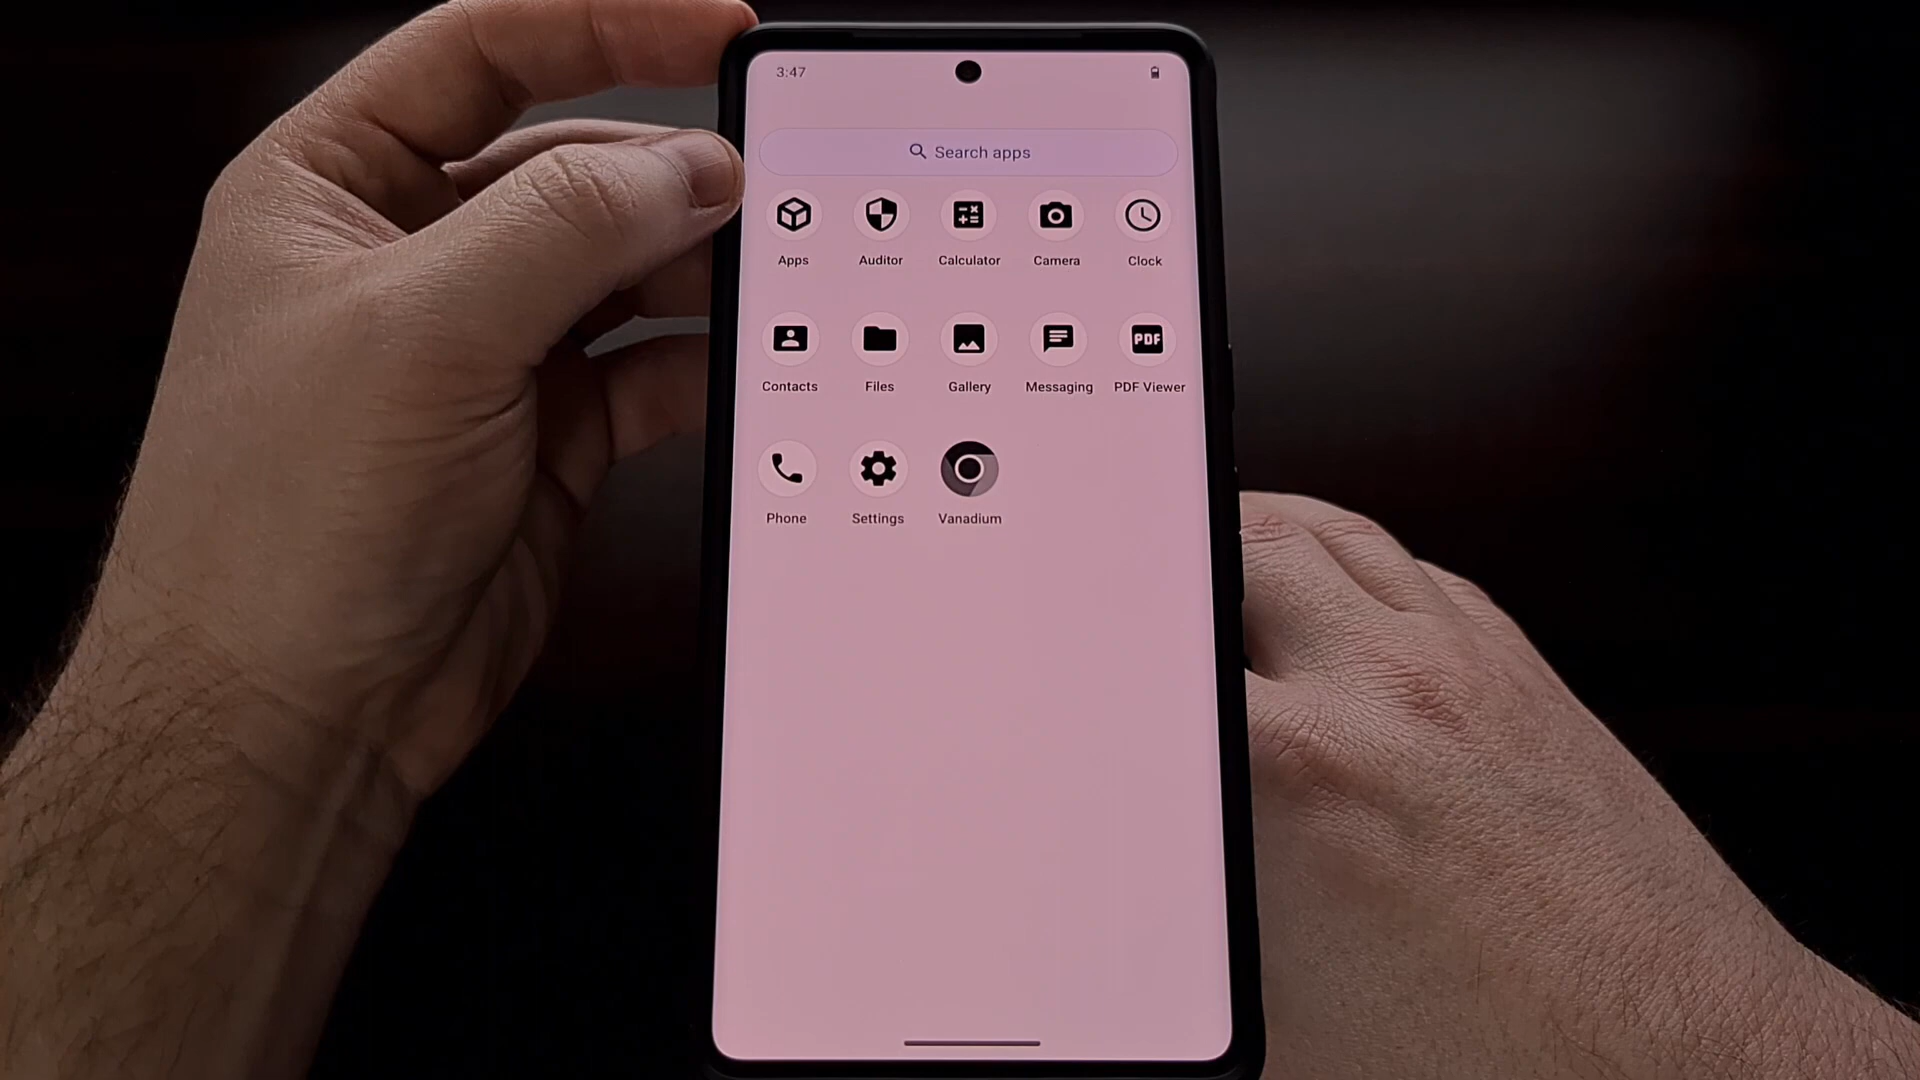 3:47
Search apps
Apps Auditor Calculator Camera Clock
PDF
Contacts Files Gallery Messaging PDF Viewer
Phone Settings Vanadium